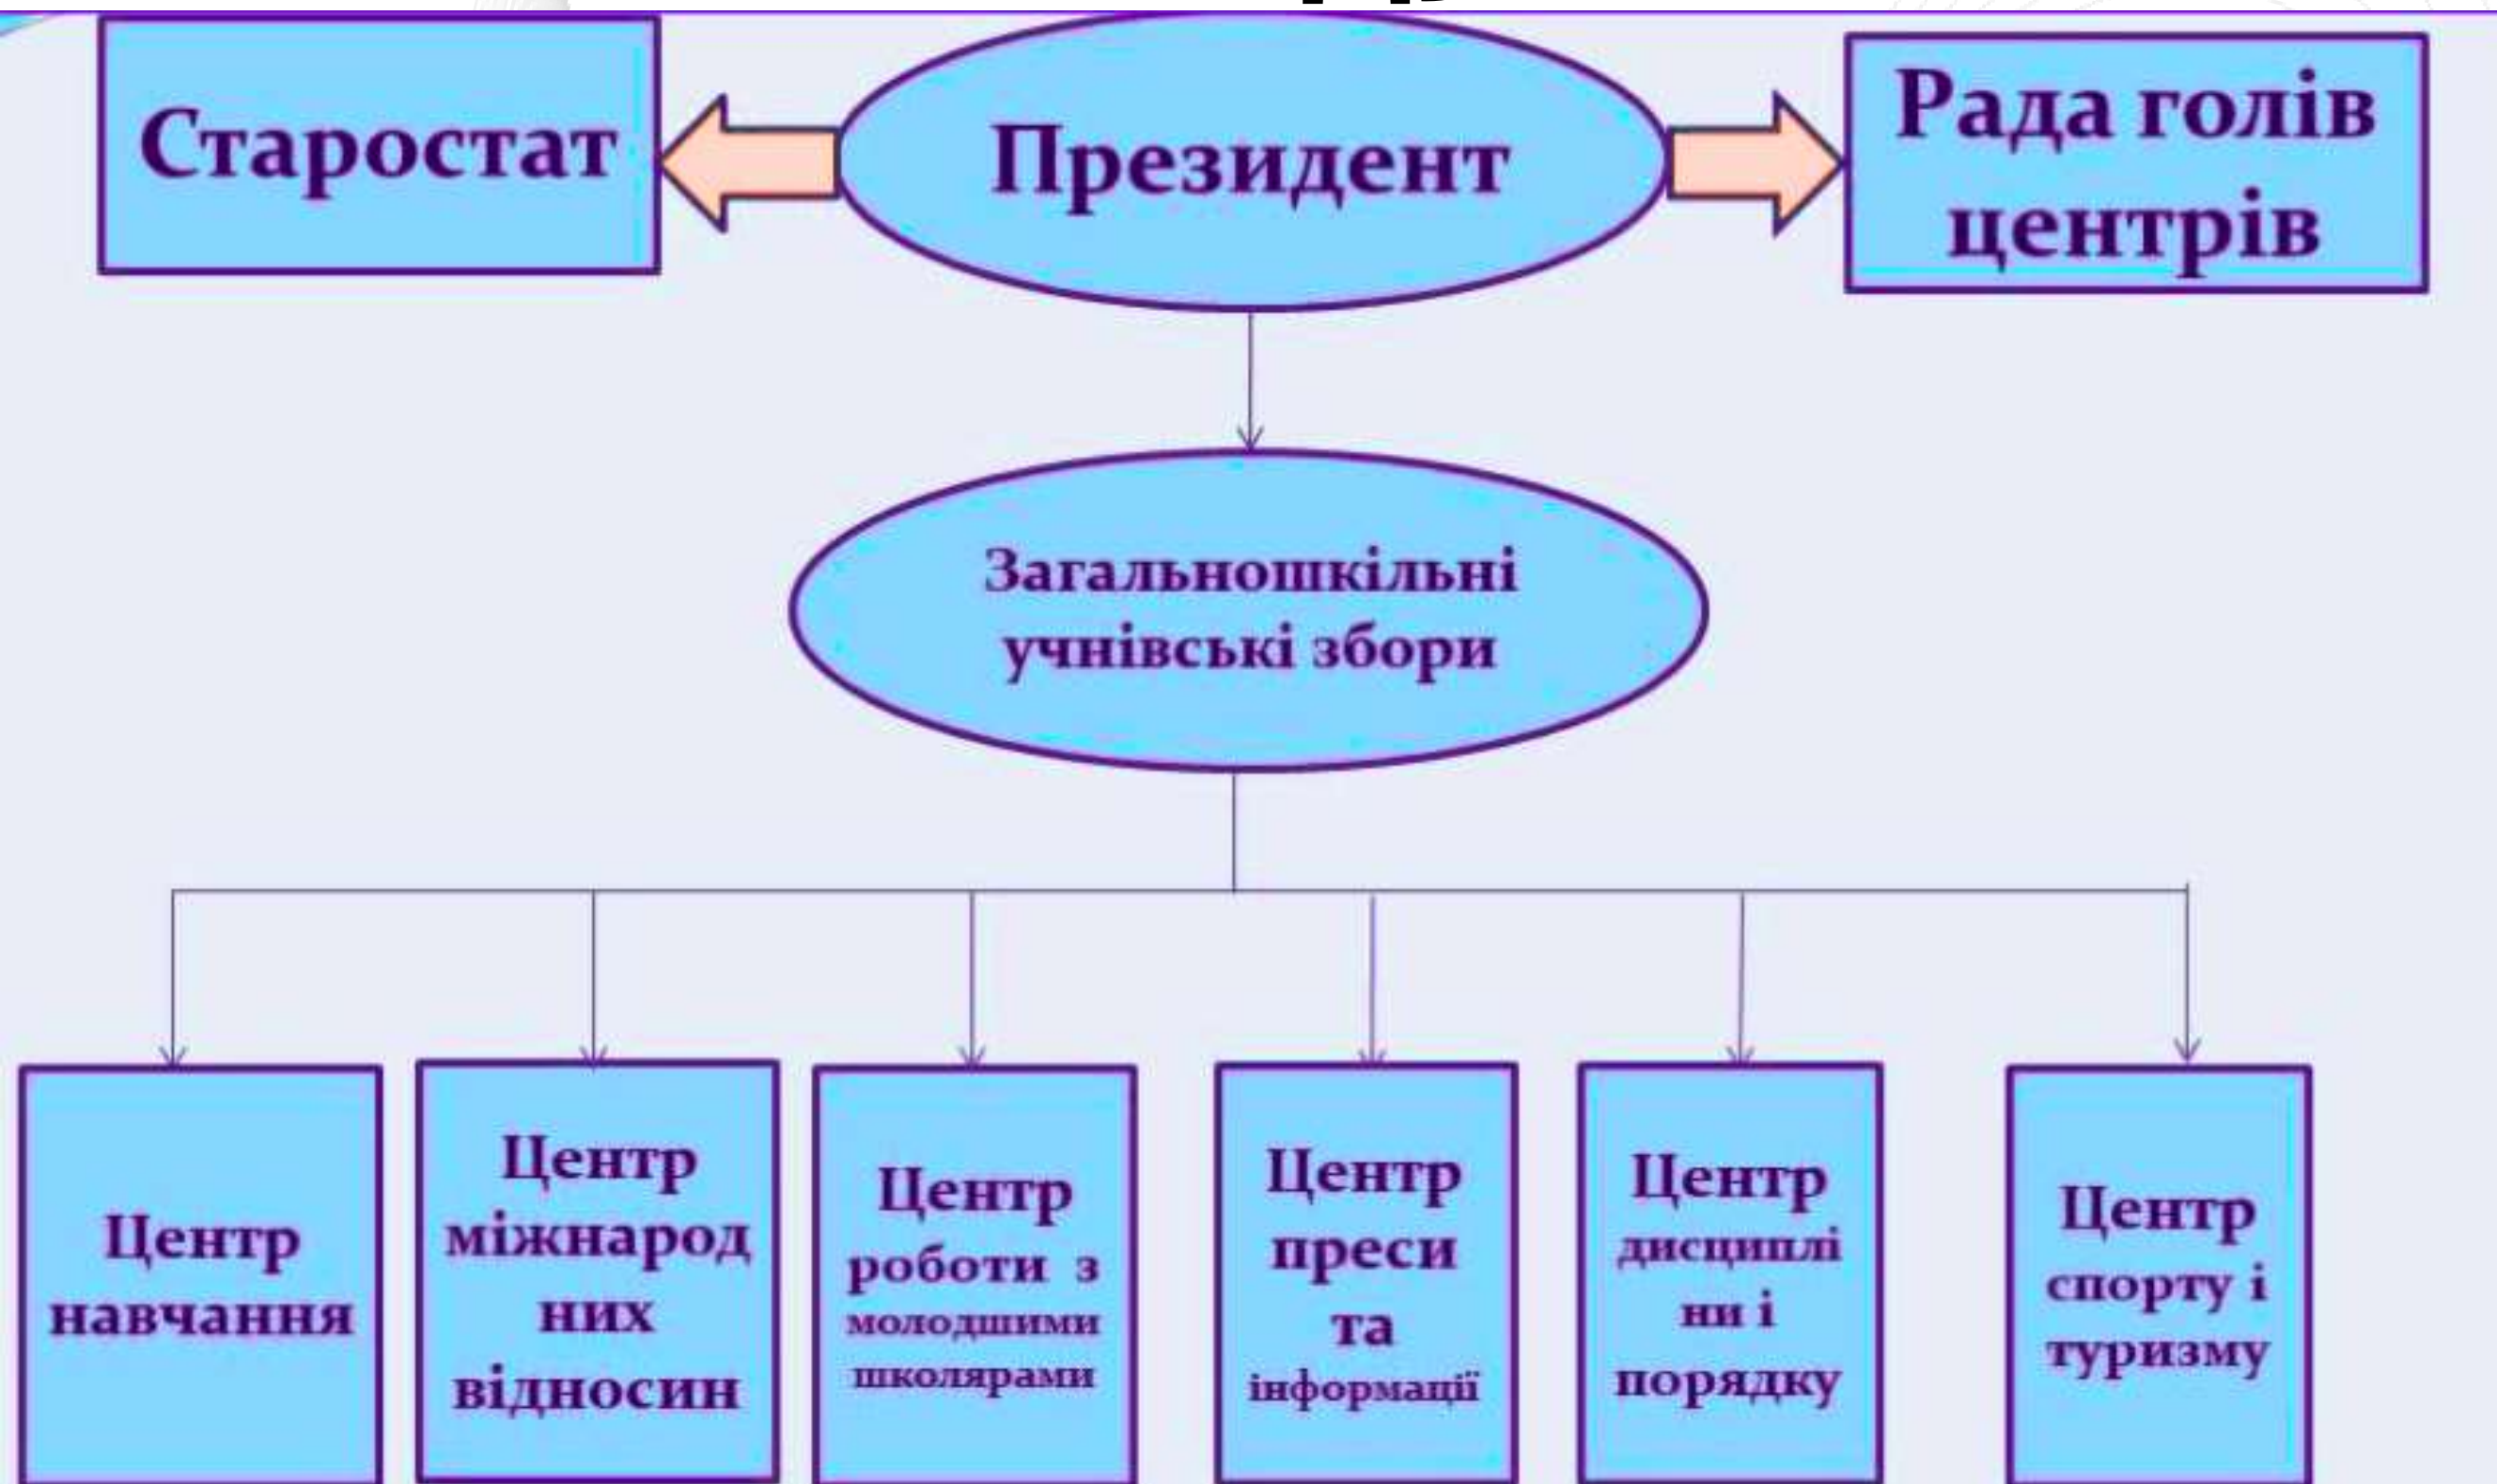 Старостат
Президент
Рада голів
центрів
Загальношкільні
учнівські збори
Центр
навчання
Центр
міжнарод
них
відносин
Центр
роботи з
молодшими
школярами
Центр
преси
та
інформації
Центр
дисциплі
ни і
порядку
Центр
спорту і
туризму